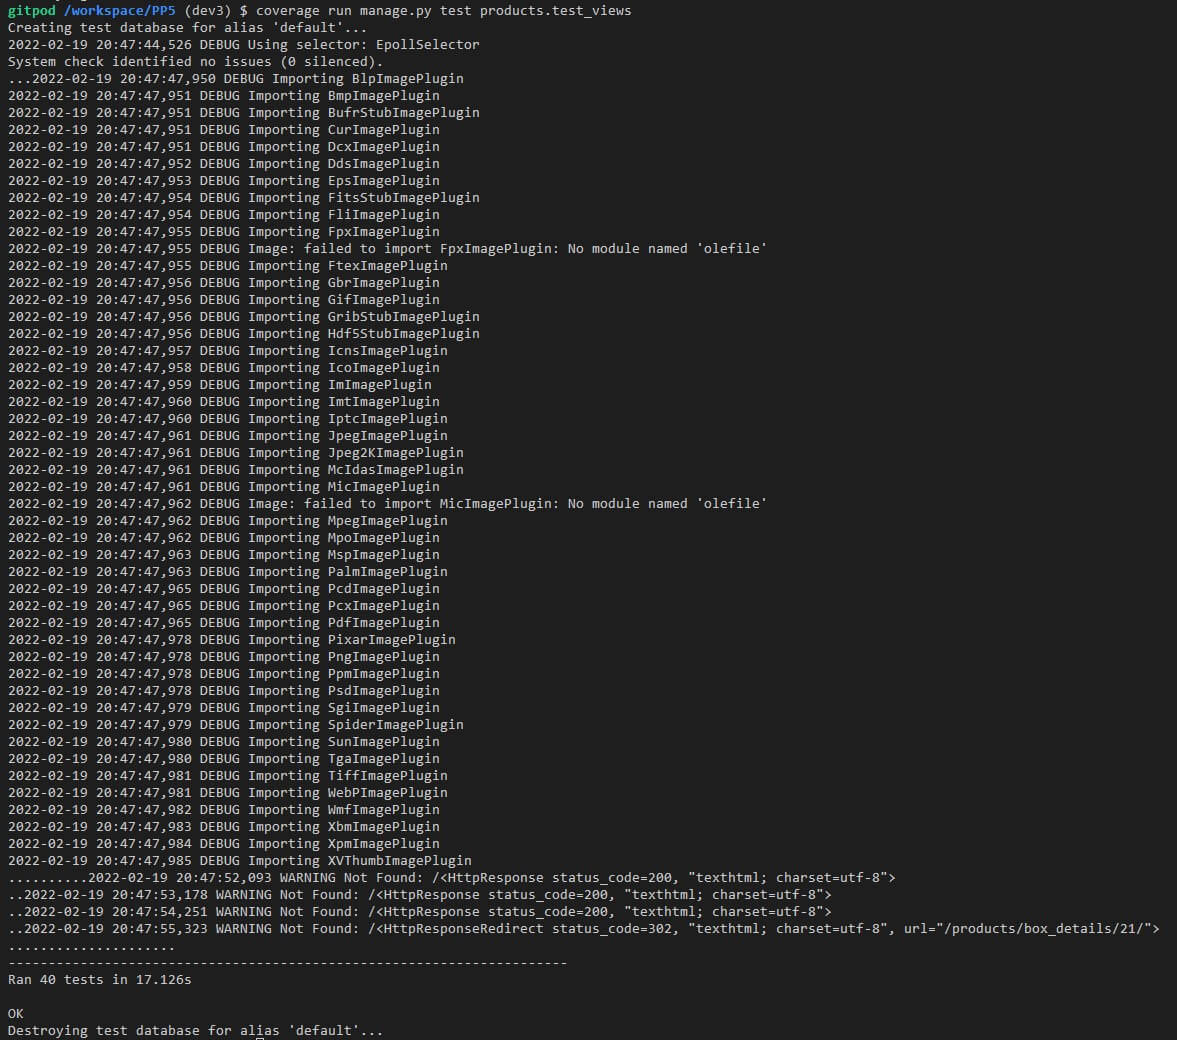 gitpod /workspace/PP5 (dev3) $ coverage run manage.py test products.test_views
Creating test database for alias 'default'...
2022-02-19 20:47:44,526 DEBUG Using selector: EpollSelector
System check identified no issues (0 silenced).
...2022-02-19 20:47:47,950 DEBUG Importing BlpImagePlugin
2022-02-19 20:47:47,951 DEBUG Importing BmpImagePlugin
2022-02-19 20:47:47,951 DEBUG Importing BufrStubImagePlugin
2022-02-19 20:47:47,951 DEBUG Importing CurImagePlugin
2022-02-19 20:47:47,951 DEBUG Importing DcxImagePlugin
2022-02-19 20:47:47,952 DEBUG Importing DdsImagePlugin
2022-02-19 20:47:47,953 DEBUG Importing EpsImagePlugin
2022-02-19 20:47:47,954 DEBUG Importing FitsStubImagePlugin
2022-02-19 20:47:47,954 DEBUG Importing FliImagePlugin
2022-02-19 20:47:47,955 DEBUG Importing FpxImagePlugin
2022-02-19 20:47:47,955 DEBUG Image: failed to import FpxImagePlugin: No module named 'olefile'
2022-02-19 20:47:47,955 DEBUG Importing FtexImagePlugin
2022-02-19 20:47:47,956 DEBUG Importing GbrImagePlugin
2022-02-19 20:47:47,956 DEBUG Importing GifImagePlugin
2022-02-19 20:47:47,956 DEBUG Importing GribStubImagePlugin
2022-02-19 20:47:47,956 DEBUG Importing Hdf5StubImagePlugin
2022-02-19 20:47:47,957 DEBUG Importing IcnsImagePlugin
2022-02-19 20:47:47,958 DEBUG Importing IcoImagePlugin
2022-02-19 20:47:47,959 DEBUG Importing ImImagePlugin
2022-02-19 20:47:47,960 DEBUG Importing ImtImagePlugin
2022-02-19 20:47:47,960 DEBUG Importing IptcImagePlugin
2022-02-19 20:47:47,961 DEBUG Importing JpegImagePlugin
2022-02-19 20:47:47,961 DEBUG Importing Jpeg2KImagePlugin
2022-02-19 20:47:47,961 DEBUG Importing McIdasImagePlugin
2022-02-19 20:47:47,961 DEBUG Importing MicImagePlugin
2022-02-19 20:47:47,962 DEBUG Image: failed to import MicImagePlugin: No module named 'olefile'
2022-02-19 20:47:47,962 DEBUG Importing MpegImagePlugin
2022-02-19 20:47:47,962 DEBUG Importing MpoImagePlugin
2022-02-19 20:47:47,963 DEBUG Importing MspImagePlugin
2022-02-19 20:47:47,963 DEBUG Importing PalmImagePlugin
2022-02-19 20:47:47,965 DEBUG Importing PcdImagePlugin
2022-02-19 20:47:47,965 DEBUG Importing PcxImagePlugin
2022-02-19 20:47:47,965 DEBUG Importing PdfImagePlugin
2022-02-19 20:47:47,978 DEBUG Importing PixarImagePlugin
2022-02-19 20:47:47,978 DEBUG Importing PngImagePlugin
2022-02-19 20:47:47,978 DEBUG Importing PpmImagePlugin
2022-02-19 20:47:47,978 DEBUG Importing PsdImagePlugin
2022-02-19 20:47:47,979 DEBUG Importing SgiImagePlugin
2022-02-19 20:47:47,979 DEBUG Importing SpiderImagePlugin
2022-02-19 20:47:47,980 DEBUG Importing SunImagePlugin
2022-02-19 20:47:47,980 DEBUG Importing TgaImagePlugin
2022-02-19 20:47:47,981 DEBUG Importing TiffImagePlugin
2022-02-19 20:47:47,981 DEBUG Importing WebPImagePlugin
2022-02-19 20:47:47,982 DEBUG Importing WmfImagePlugin
2022-02-19 20:47:47,983 DEBUG Importing XbmImagePlugin
2022-02-19 20:47:47,984 DEBUG Importing XpmImagePlugin
2022-02-19 20:47:47,985 DEBUG Importing XVThumbImagePlugin
..........2022-02-19 20:47:52,093 WARNING Not Found: /<HttpResponse status_code=200, "texthtml; charset=utf-8">
..2022-02-19 20:47:53,178 WARNING Not Found: /<HttpResponse status_code=200, "texthtml; charset=utf-8">
..2022-02-19 20:47:54,251 WARNING Not Found: /<HttpResponse status_code=200, "texthtml; charset=utf-8">
..2022-02-19 20:47:55,323 WARNING Not Found: /<HttpResponseRedirect status_code=302, "texthtml; charset=utf-8", url="/products/box_details/21/">
.....................
----------------------------------------------------------------------
Ran 40 tests in 17.126s
OK
Destroying test database for alias 'default'...